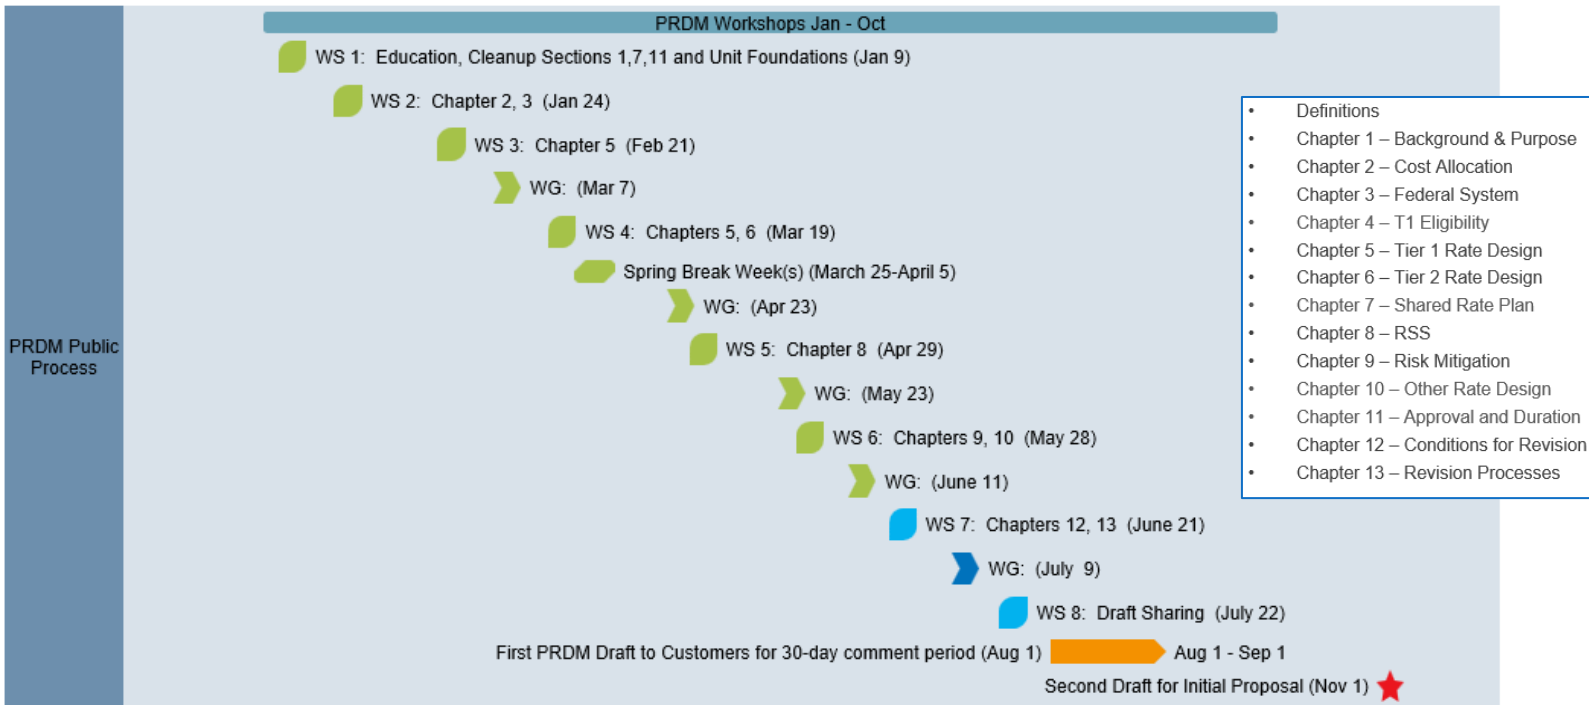 PRDM Workshops Jan - Oct
WS 1: Education, Cleanup Sections 1,7,11 and Unit Foundations (Jan 9)
WS 2: Chapter 2, 3 (Jan 24)
WS 3: Chapter 5 (Feb 21)
WG: (Mar 7)
WS 4: Chapters 5, 6 (Mar 19)
Spring Break Week(s) (March 25-April 5)
WG: (Apr 23)
PRDM Public
Process
WS 5: Chapter 8 (Apr 29)
WG: (May 23)
WS 6: Chapters 9, 10 (May 28)
WG: (June 11)
WS 7: Chapters 12, 13 (June 21)
WG: (July 9)
WS 8: Draft Sharing (July 22)
First PRDM Draft to Customers for 30-day comment period (Aug 1) Aug 1 - Sep 1
Second Draft for Initial Proposal (Nov 1)
• Definitions
• Chapter 1 – Background & Purpose
• Chapter 2 – Cost Allocation
• Chapter 3 – Federal System
• Chapter 4 – T1 Eligibility
• Chapter 5 – Tier 1 Rate Design
• Chapter 6 – Tier 2 Rate Design
• Chapter 7 – Shared Rate Plan
• Chapter 8 – RSS
• Chapter 9 – Risk Mitigation
• Chapter 10 – Other Rate Design
• Chapter 11 – Approval and Duration
• Chapter 12 – Conditions for Revision
• Chapter 13 – Revision Processes